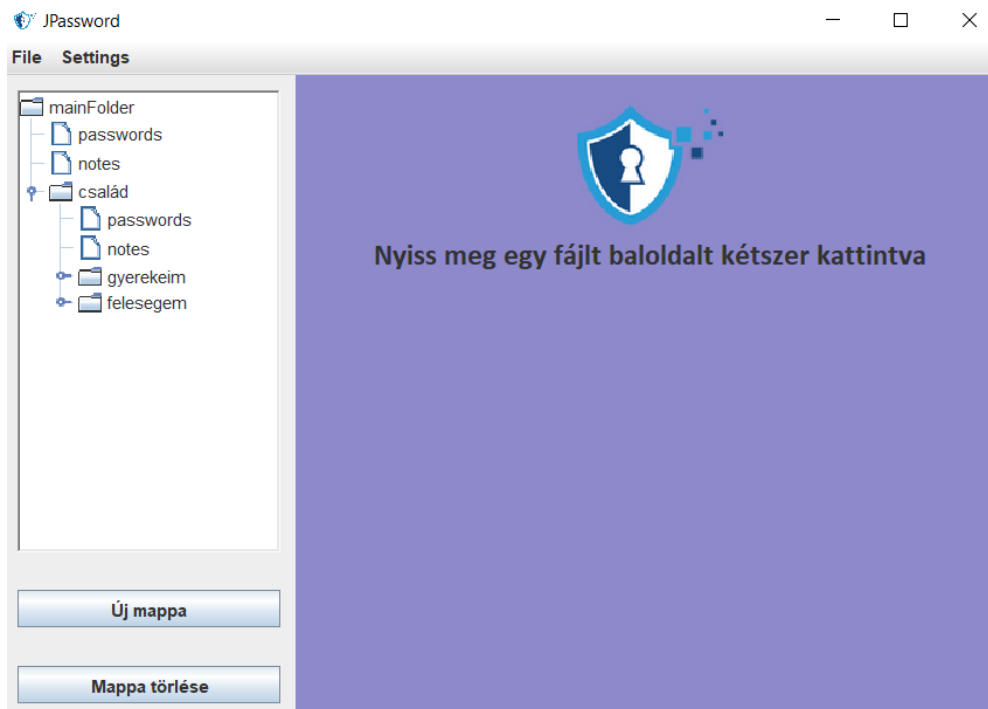 JPassword
File Settings
mainFolder
passwords
notes
család
passwords
notes
gyerekeim
felesegem
Új mappa
Mappa törlése
Nyiss meg egy fájlt baloldalt kétszer kattintva